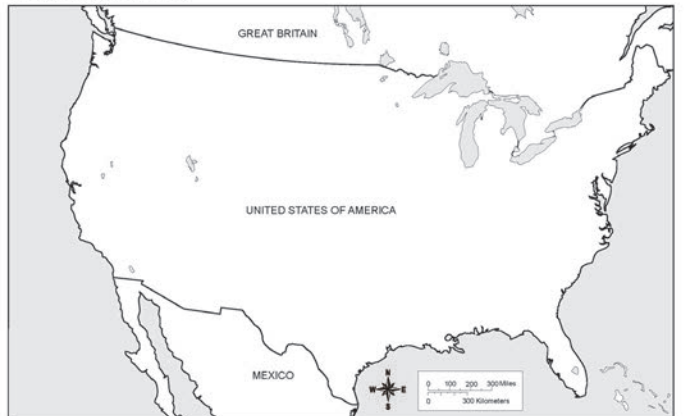 GREAT BRITAIN
UNITED STATES OF AMERICA
MEXICO
N
W E
S
0 100 200 300 Miles
0 300 Kilometers